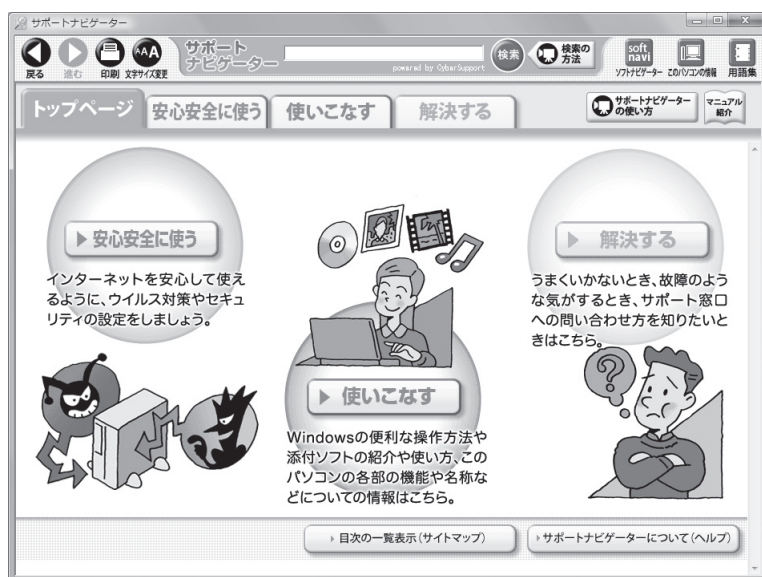 サポートナビゲーター
戻る
進む
印刷
AAA
文字サイズ変更
サポート
ナビゲーター
powered by CyberSupport
検索
検索の
方法
soft
navi
ソフトナビゲーター
このパソコンの情報
用語集
トップページ
安心安全に使う
使いこなす
解決する
サポートナビゲーター
の使い方
マニュアル
紹介
安心安全に使う
インターネットを安心して使え
るように、ウイルス対策やセキュ
リティの設定をしましょう。
使いこなす
Windowsの便利な操作方法や
添付ソフトの紹介や使い方、この
パソコンの各部の機能や名称な
どについての情報はこちら。
解決する
うまくいかないとき、故障のよう
な気がするとき、サポート窓口
への問い合わせ方を知りたいと
きはこちら。
?
目次の一覧表示(サイトマップ)
サポートナビゲーターについて(ヘルプ)